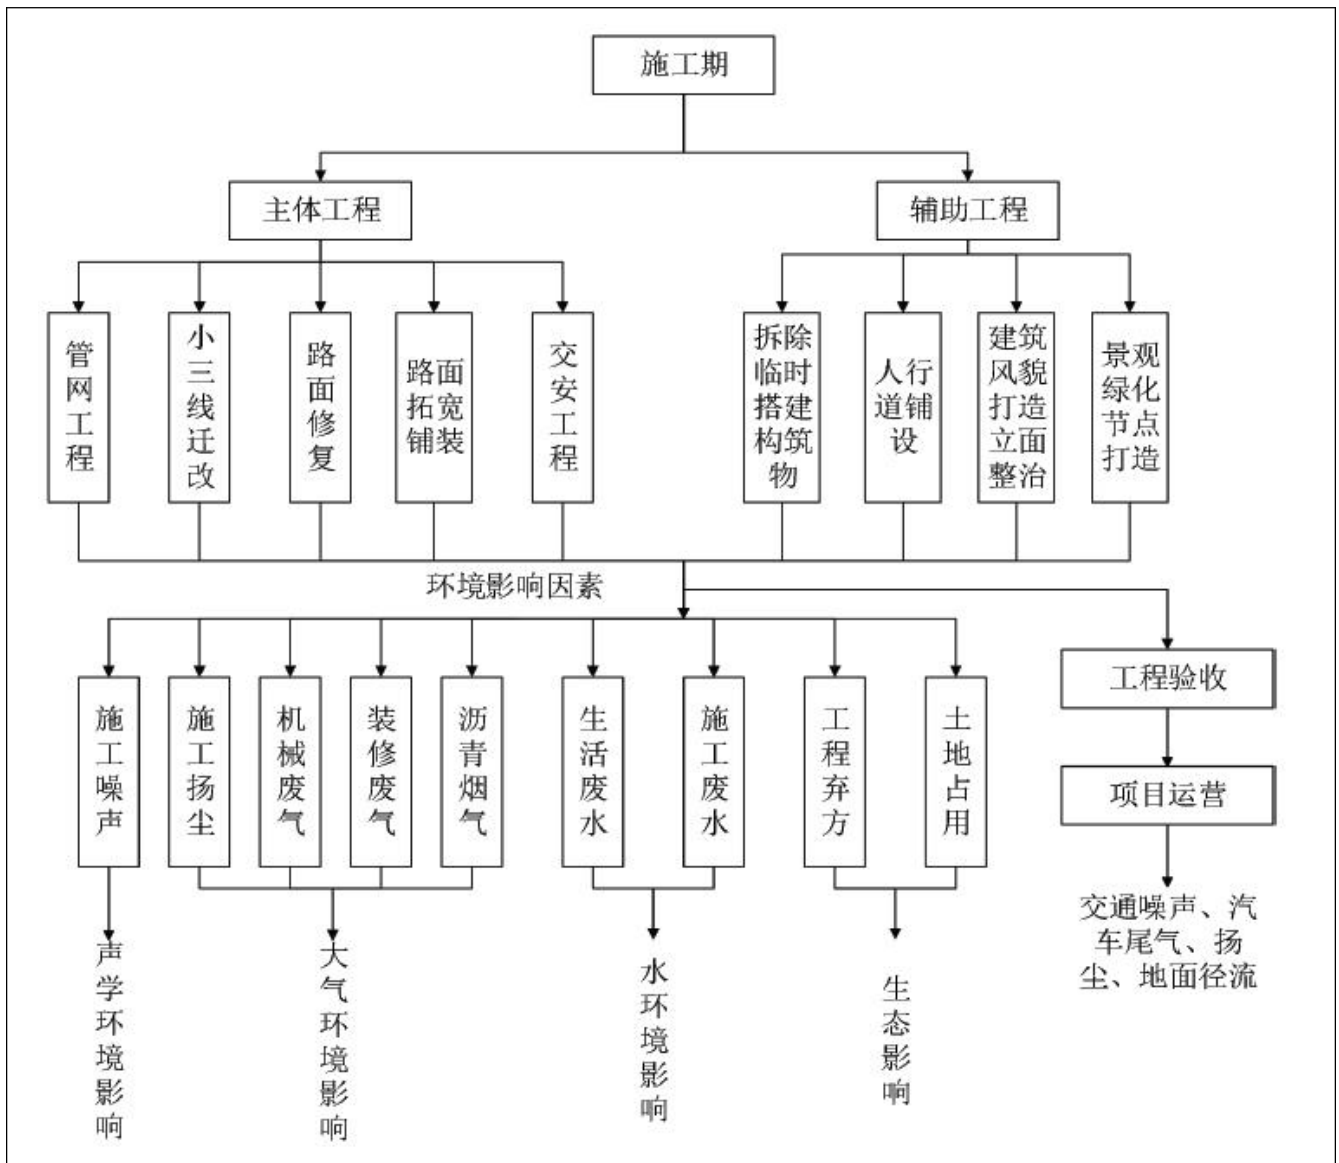 施工期
主体工程
辅助工程
管网工程
小三线迁改
路面修复
路面
拓宽
铺装
交安工程
拆除
临时
搭建
构筑
物
人行
道铺
设
建筑
风貌
打造
立面
整治
景观
绿化
节点
打造
环境影响因素
工程验收
项目运营
施工噪声
施工扬尘
机械废气
装修废气
沥青烟气
生活废水
施工废水
工程弃方
土地占用
交通噪声、汽
车尾气、扬
尘、地面径流
声学环境影响
大气环境影响
水环境影响
生态影响